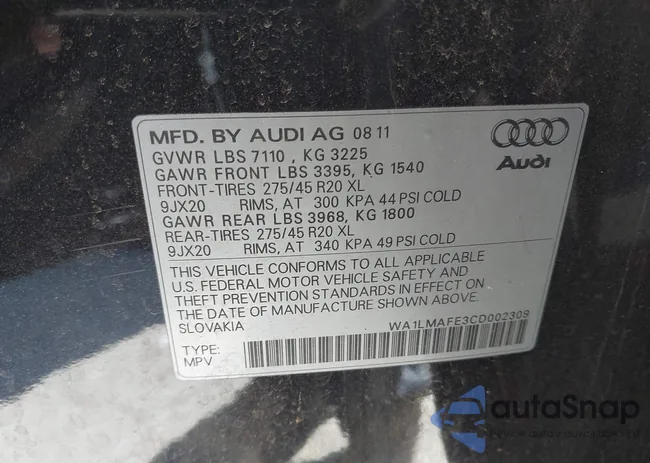 MFD. BY AUDI AG 08 11
GVWR LBS 7110 , KG 3225
GAWR FRONT LBS 3395, KG 1540
FRONT-TIRES 275/45 R20 XL
9JX20 RIMS, AT 300 KPA 44 PSI COLD
GAWR REAR LBS 3968, KG 1800
REAR-TIRES 275/45 R20 XL
9JX20 RIMS, AT 340 KPA 49 PSI COLD
Audi
THIS VEHICLE CONFORMS TO ALL APPLICABLE
U.S. FEDERAL MOTOR VEHICLE SAFETY AND
THEFT PREVENTION STANDARDS IN EFFECT ON
THE DATE OF MANUFACTURE SHOWN ABOVE.
SLOVAKIA WA1LMAFE3CD002309
TYPE:
MPV
autoSnap